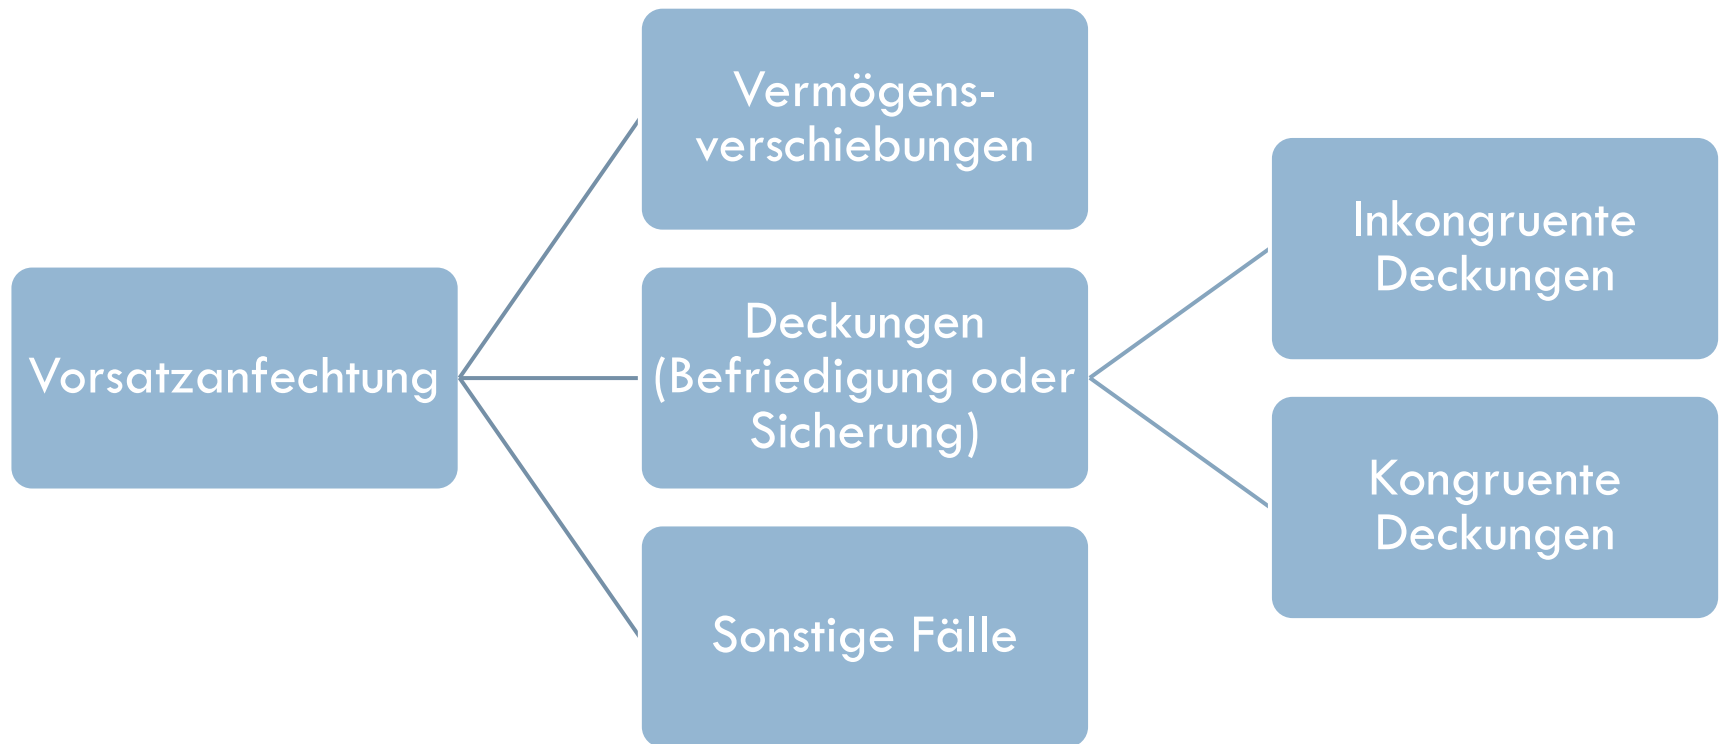 Vorsatzanfechtung
Vermögens-
verschiebungen
Deckungen
(Befriedigung oder
Sicherung)
Sonstige Fälle
Inkongruente
Deckungen
Kongruente
Deckungen